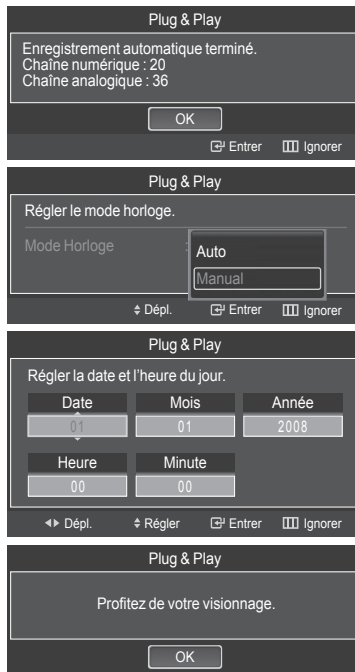 Plug & Play
Enregistrement automatique terminé.
Chaîne numérique : 20
Chaîne analogique : 36
OK
Entrer Ignorer
Plug & Play
Régler le mode horloge.
Mode Horloge : Auto
Manual
Dépl. Entrer Ignorer
Plug & Play
Régler la date et l'heure du jour.
Date Mois Année
01 01 2008
Heure Minute
00 00
Dépl. Régler Entrer Ignorer
Plug & Play
Profitez de votre visionnage.
OK